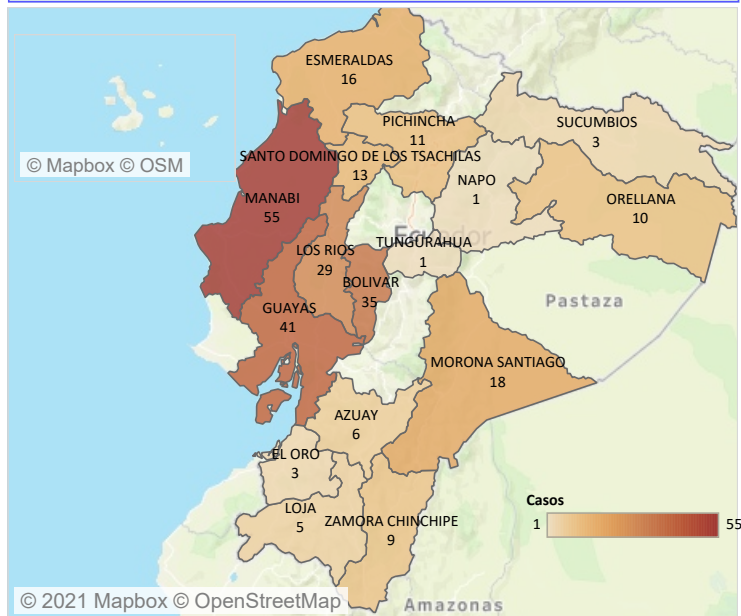 ESMERALDAS
16
PICHINCHA
11
SUCUMBIOS
3
© Mapbox © OSM
SANTO DOMINGO DE LOS TSACHILAS
13
NAPO
1
MANABI
55
ORELLANA
10
TUNGURAHUA
1
LOS RIOS
29
BOLIVAR
35
GUAYAS
41
Pastaza
MORONA SANTIAGO
18
AZUAY
6
EL ORO
3
LOJA
5
ZAMORA CHINCHIPE
9
Casos
1
55
© 2021 Mapbox © OpenStreetMap
Amazonas